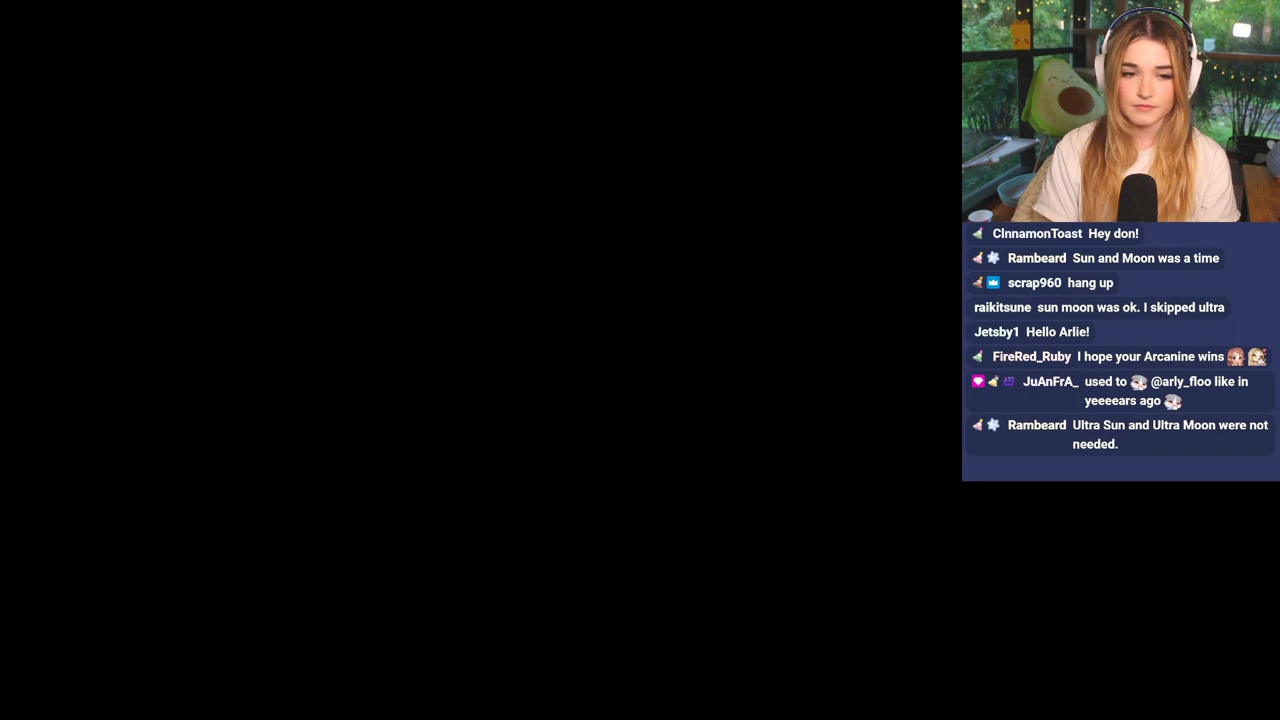 CInnamonToast Hey don!
Rambeard Sun and Moon was a time
scrap960 hang up
raikitsune sun moon was ok. I skipped ultra
Jetsby1 Hello Arlie!
FireRed_Ruby I hope your Arcanine wins
JuAnFrA_ used to @arly_floo like in
yeeeears ago
Rambeard Ultra Sun and Ultra Moon were not
needed.